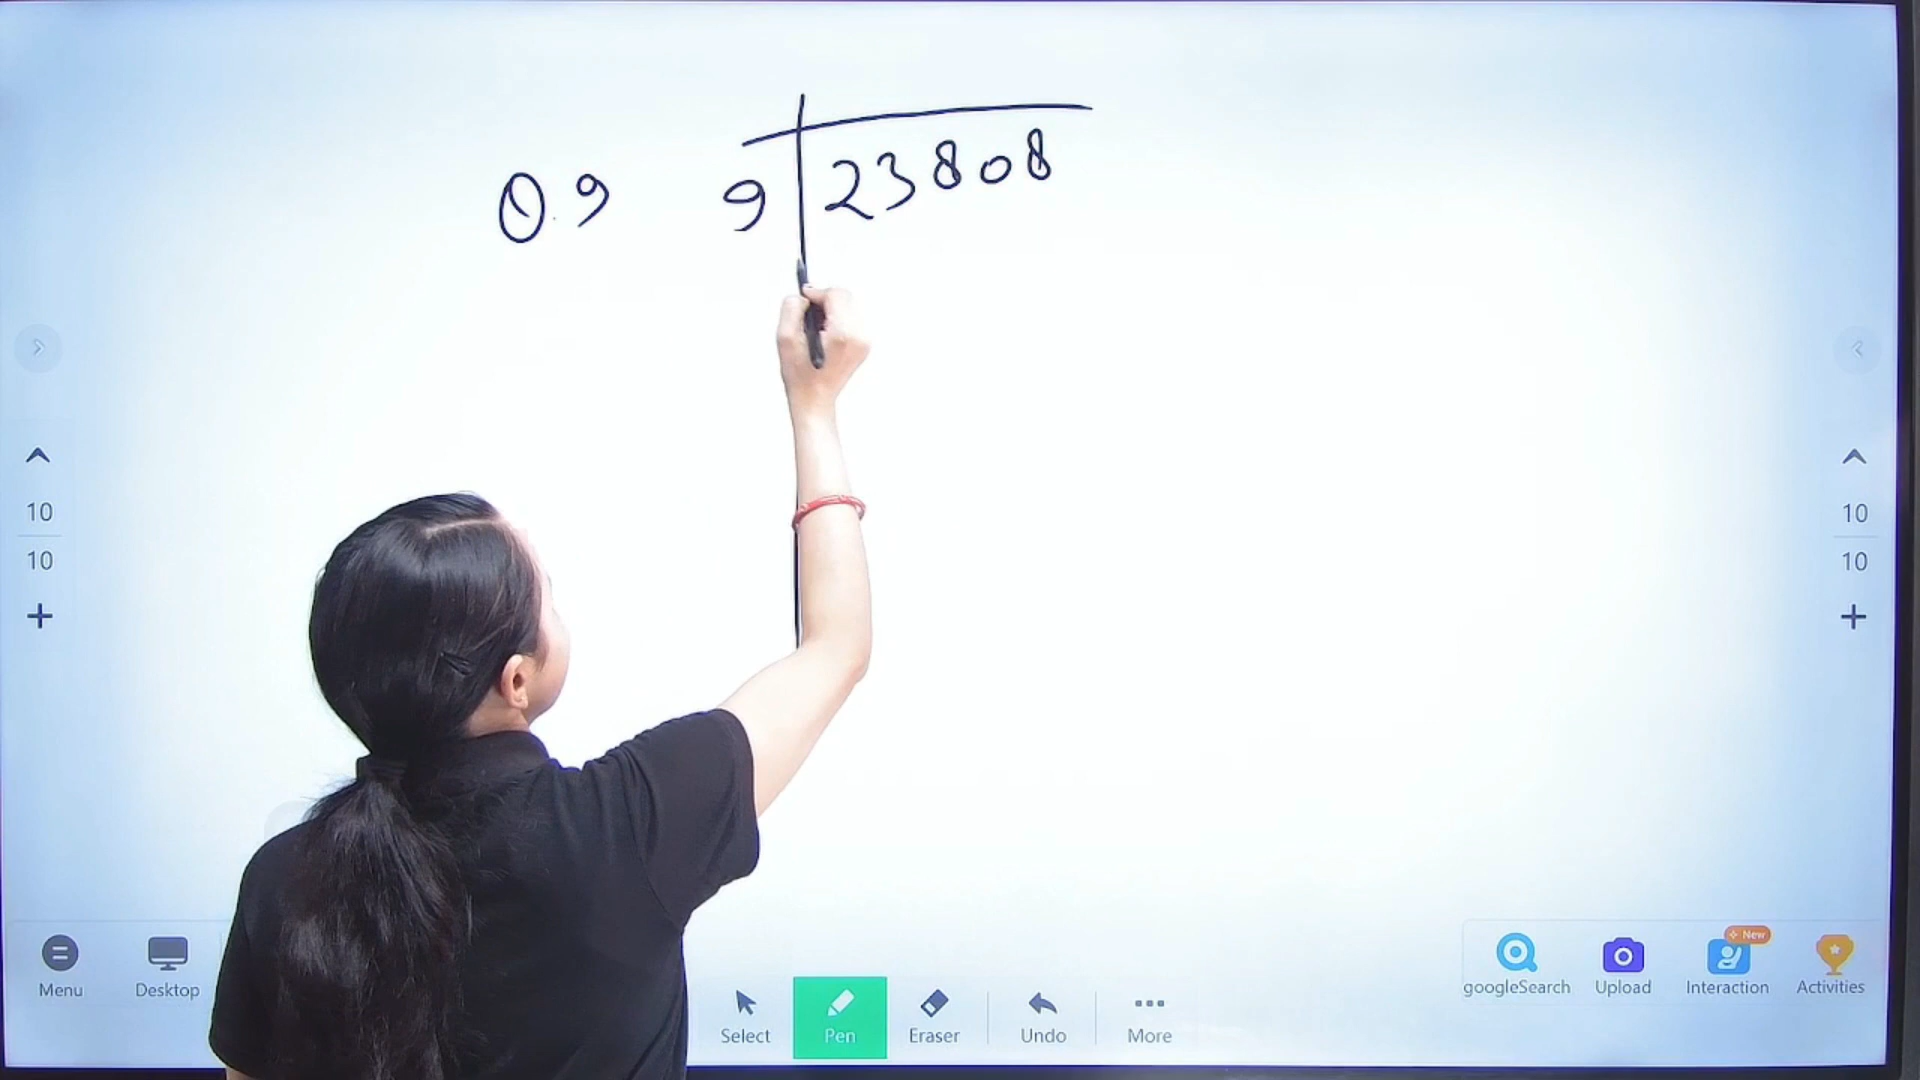 0.9 9 23808
10 10
10 10
New
Menu Desktop Select Pen Eraser Undo More googleSearch Upload Interaction Activities